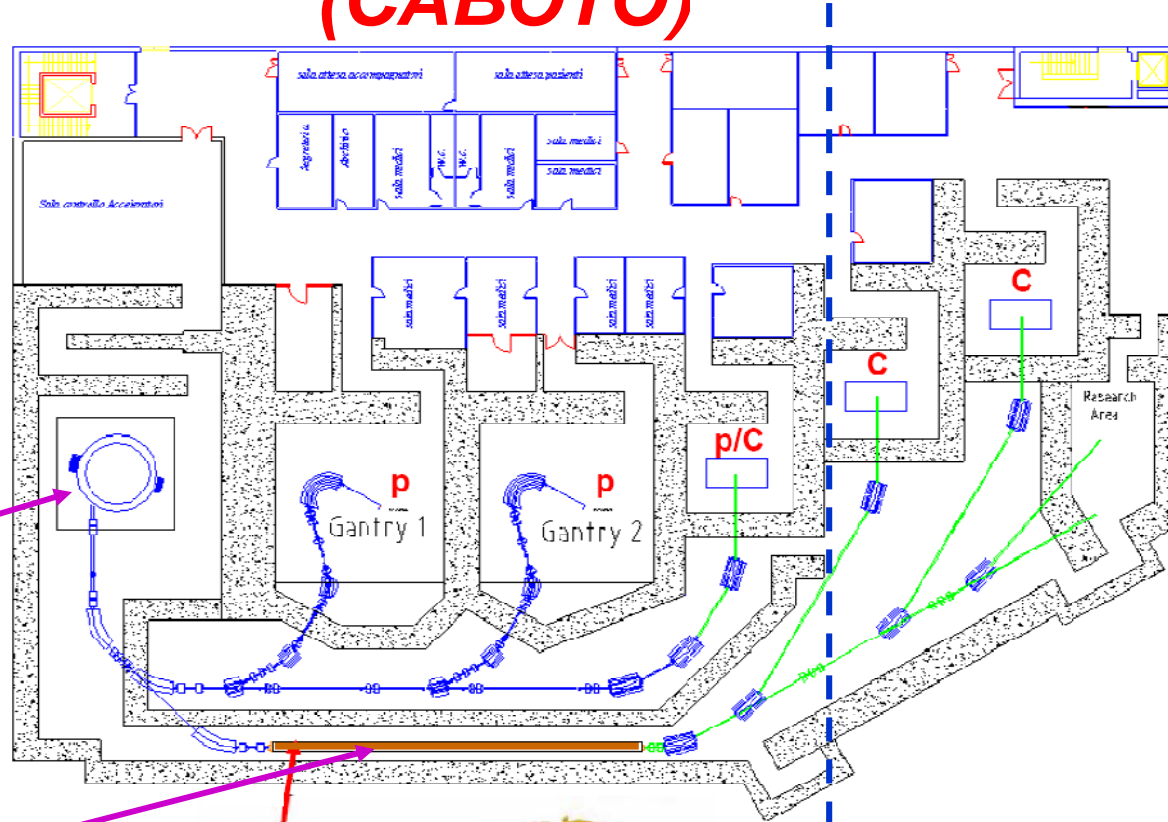 (CABOTO)
sala attesa accompagnatori
sala attesa pazienti
Segreteria
Archivio
sala medici
W.C.
W.C.
sala medici
sala medici
sala medici
Sala controllo Acceleratori
sala medici
sala medici
sala medici
sala medici
C
C
Research
Area
p/C
p
Gantry 1
p
Gantry 2